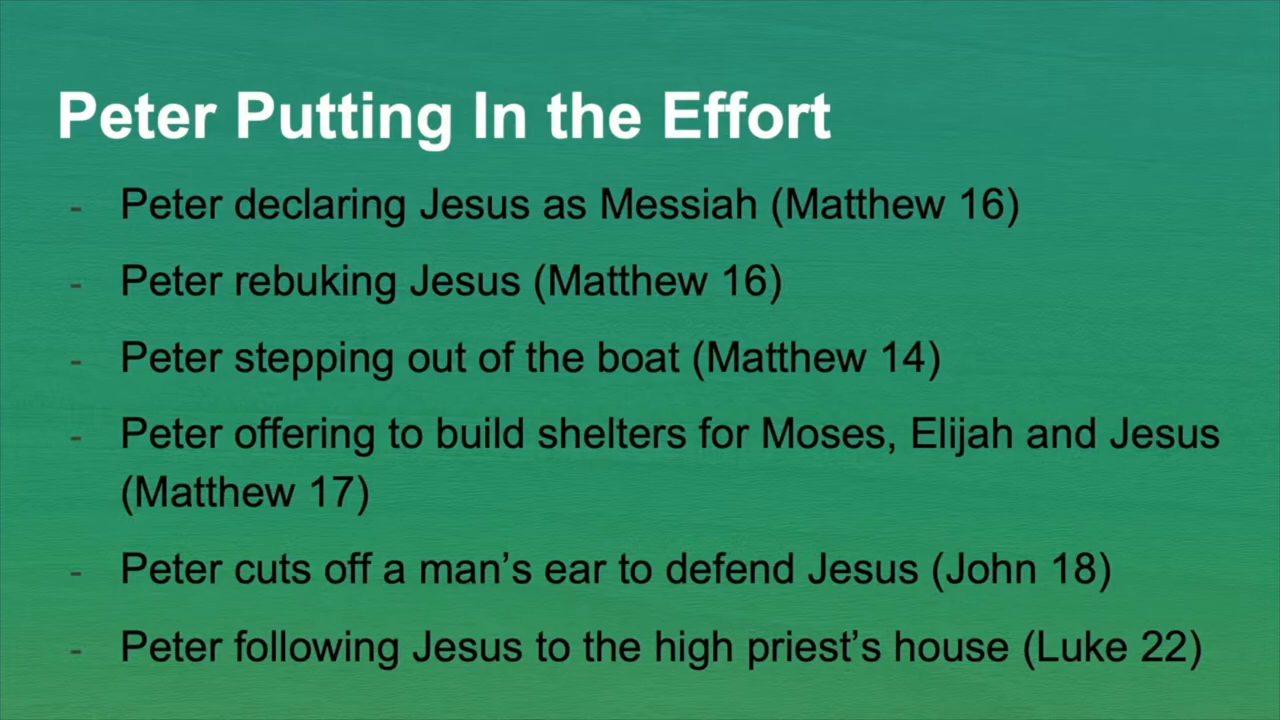 Peter Putting In the Effort
- Peter declaring Jesus as Messiah (Matthew 16)
- Peter rebuking Jesus (Matthew 16)
- Peter stepping out of the boat (Matthew 14)
- Peter offering to build shelters for Moses, Elijah and Jesus
(Matthew 17)
- Peter cuts off a man’s ear to defend Jesus (John 18)
- Peter following Jesus to the high priest’s house (Luke 22)